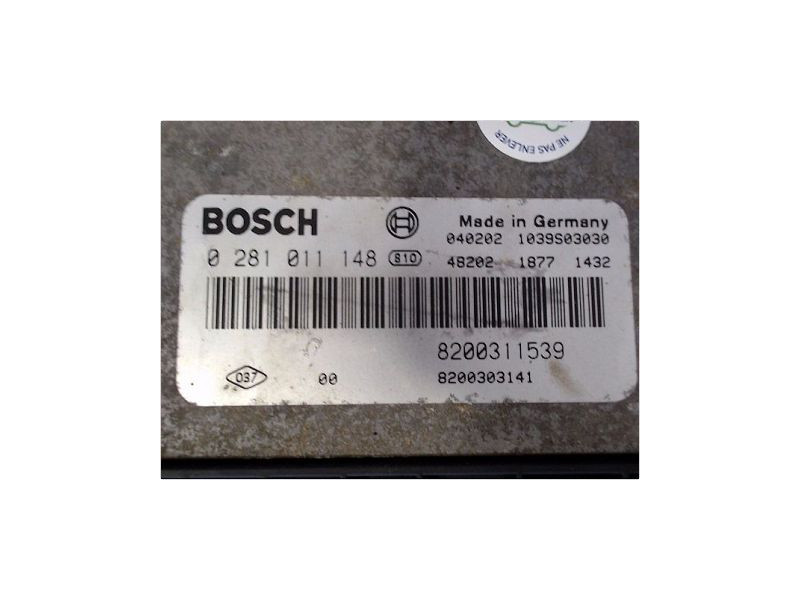 NE PAS ENLEVER
BOSCH
Made in Germany
040202 1039S03030
0 281 011 148 S10 48202 1877 1432
8200311539
037 00 8200303141